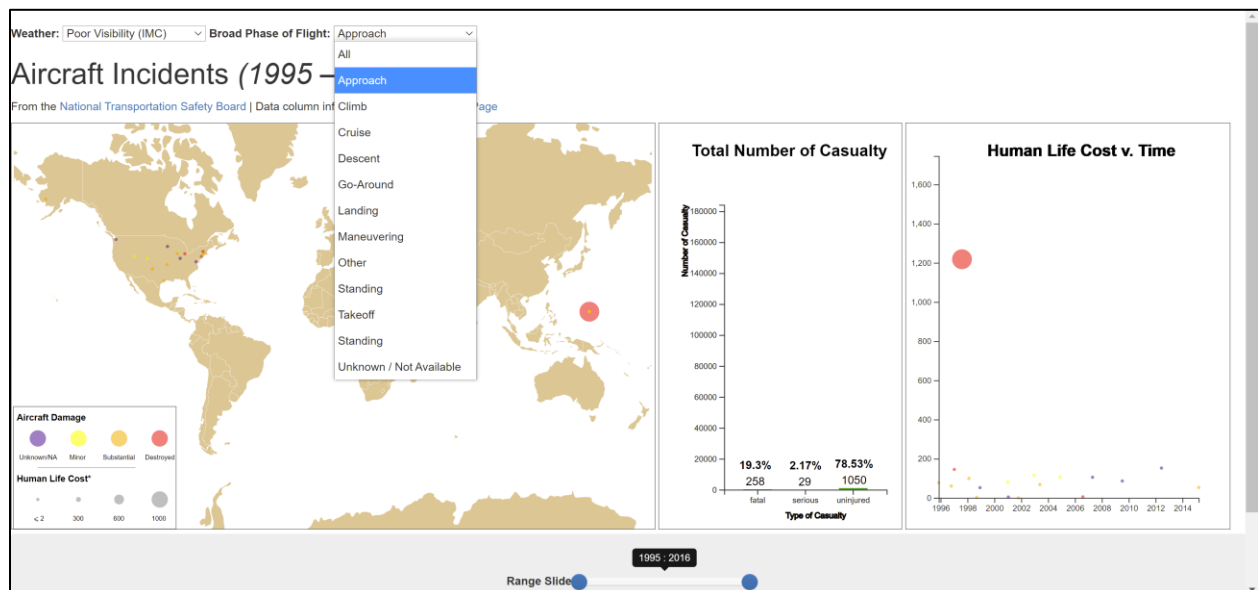 Weather: Poor Visibility (IMC) Broad Phase of Flight: Approach
All
Approach
Climb
Cruise
Descent
Go-Around
Landing
Maneuvering
Other
Standing
Takeoff
Standing
Unknown / Not Available
Aircraft Incidents (1995 –
From the National Transportation Safety Board | Data column inf
age
Aircraft Damage
Unknown/NA Minor Substantial Destroyed
Human Life Cost*
⩽ 2 300 600 1000
Total Number of Casualty
Number of Casualty
180000
160000
140000
120000
100000
80000
60000
40000
20000
0
19.3% 2.17% 78.53%
258 29 1050
fatal serious uninjured
Type of Casualty
Human Life Cost v. Time
1,600
1,400
1,200
1,000
800
600
400
200
0
1996 1998 2000 2002 2004 2006 2008 2010 2012 2014
1995 : 2016
Range Slide